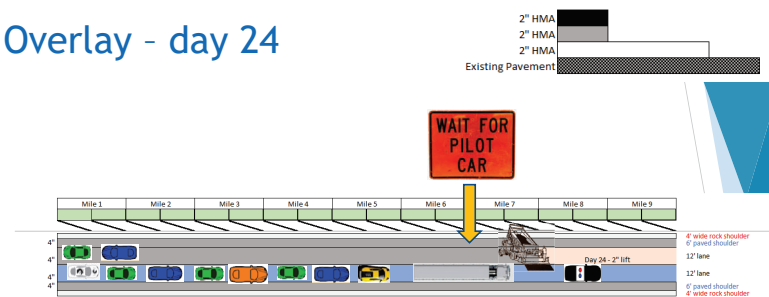 Overlay – day 24
2" HMA
2" HMA
2" HMA
Existing Pavement
WAIT FOR
PILOT
CAR
Mile 1 Mile 2 Mile 3 Mile 4 Mile 5 Mile 6 Mile 7 Mile 8 Mile 9
4"
4"
4"
4"
Day 24 - 2" lift
4' wide rock shoulder
6' paved shoulder
12' lane
12' lane
6' paved shoulder
4' wide rock shoulder